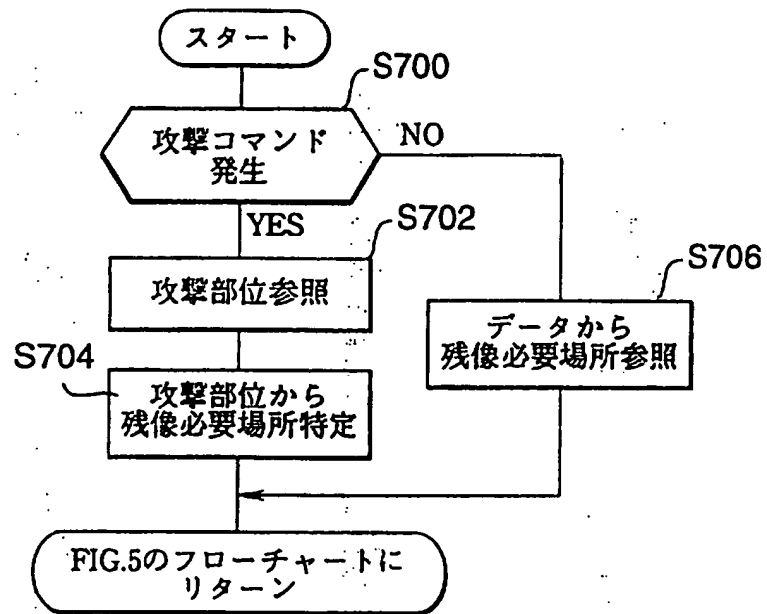 スタート
S700
攻撃コマンド
発生
NO
YES
S702
攻撃部位参照
S706
データから
残像必要場所参照
S704
攻撃部位から
残像必要場所特定
FIG.5のフローチャートに
リターン